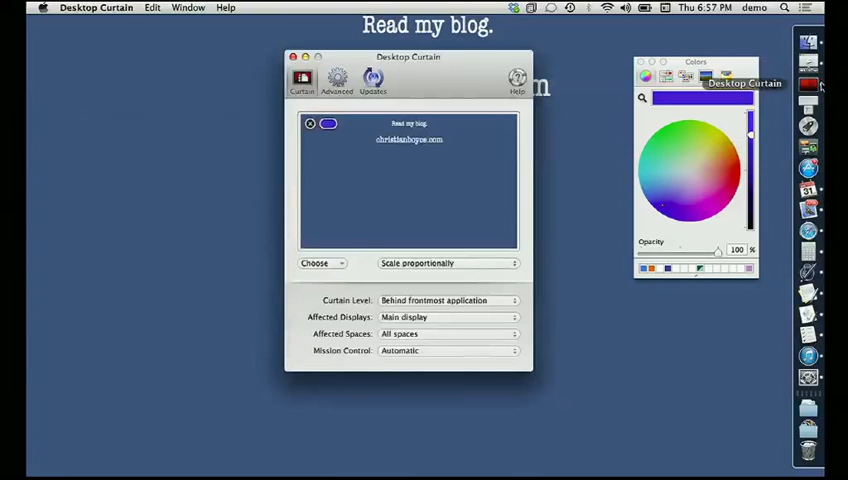 Desktop Curtain Edit Window Help Thu 6:57 PM demo
Read my blog.
m
Desktop Curtain
Colors
Curtain Advanced Updates Help
Desktop Curtain
Read my blog.
christianboyce.com
Choose Scale proportionally
Opacity
100 %
Curtain Level: Behind frontmost application
Affected Displays: Main display
Affected Spaces: All spaces
Mission Control: Automatic
31